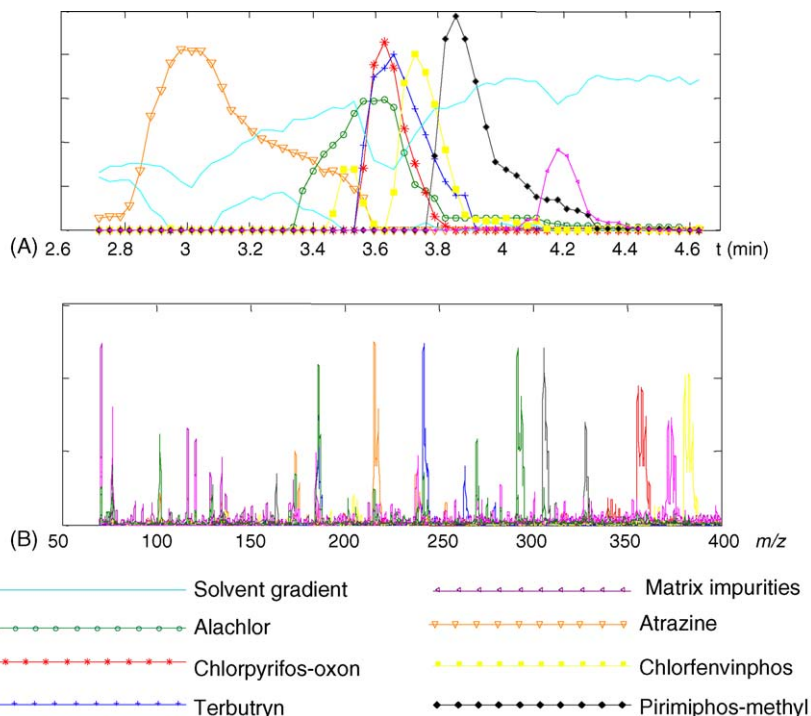 (A)
2.6 2.8 3 3.2 3.4 3.6 3.8 4 4.2 4.4 4.6 t (min)
(B)
50 100 150 200 250 300 350 400 m/z
Solvent gradient Matrix impurities
Alachlor Atrazine
Chlorpyrifos-oxon Chlorfenvinphos
Terbutryn Pirimiphos-methyl